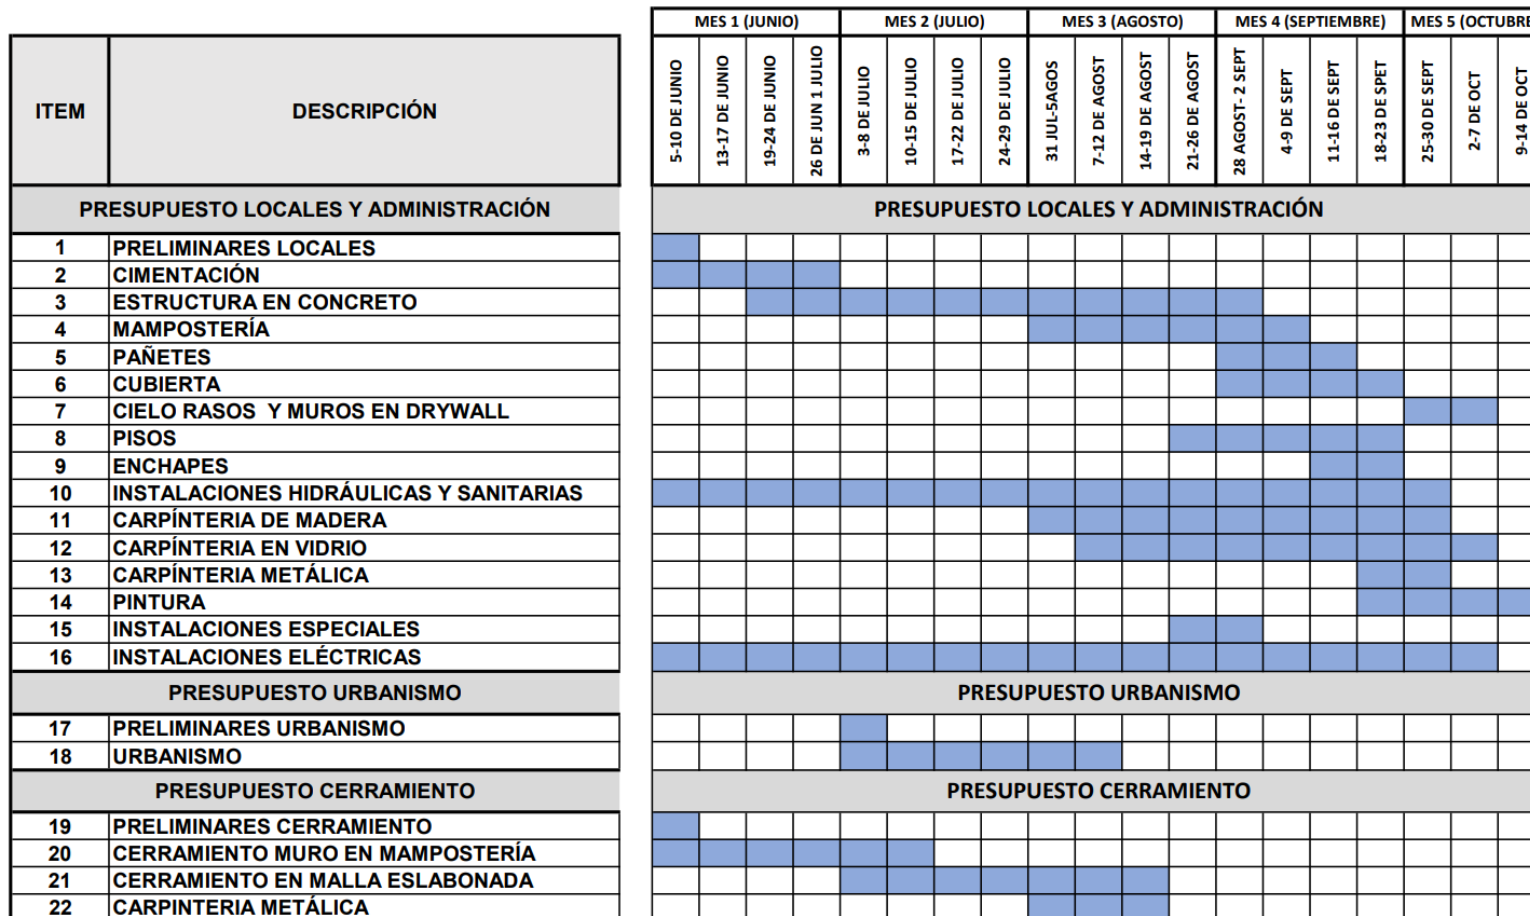 MES 1 (JUNIO) MES 2 (JULIO) MES 3 (AGOSTO) MES 4 (SEPTIEMBRE) MES 5 (OCTUBRE
ITEM DESCRIPCIÓN
5-10 DE JUNIO
13-17 DE JUNIO
19-24 DE JUNIO
26 DE JUN 1 JULIO
3-8 DE JULIO
10-15 DE JULIO
17-22 DE JULIO
24-29 DE JULIO
31 JUL-5AGOS
7-12 DE AGOST
14-19 DE AGOST
21-26 DE AGOST
28 AGOST- 2 SEPT
4-9 DE SEPT
11-16 DE SEPT
18-23 DE SPET
25-30 DE SEPT
2-7 DE OCT
9-14 DE OCT
PRESUPUESTO LOCALES Y ADMINISTRACIÓN PRESUPUESTO LOCALES Y ADMINISTRACIÓN
1 PRELIMINARES LOCALES
2 CIMENTACIÓN
3 ESTRUCTURA EN CONCRETO
4 MAMPOSTERÍA
5 PAÑETES
6 CUBIERTA
7 CIELO RASOS Y MUROS EN DRYWALL
8 PISOS
9 ENCHAPES
10 INSTALACIONES HIDRÁULICAS Y SANITARIAS
11 CARPÍNTERIA DE MADERA
12 CARPÍNTERIA EN VIDRIO
13 CARPÍNTERIA METÁLICA
14 PINTURA
15 INSTALACIONES ESPECIALES
16 INSTALACIONES ELÉCTRICAS
PRESUPUESTO URBANISMO PRESUPUESTO URBANISMO
17 PRELIMINARES URBANISMO
18 URBANISMO
PRESUPUESTO CERRAMIENTO PRESUPUESTO CERRAMIENTO
19 PRELIMINARES CERRAMIENTO
20 CERRAMIENTO MURO EN MAMPOSTERÍA
21 CERRAMIENTO EN MALLA ESLABONADA
22 CARPINTERIA METÁLICA